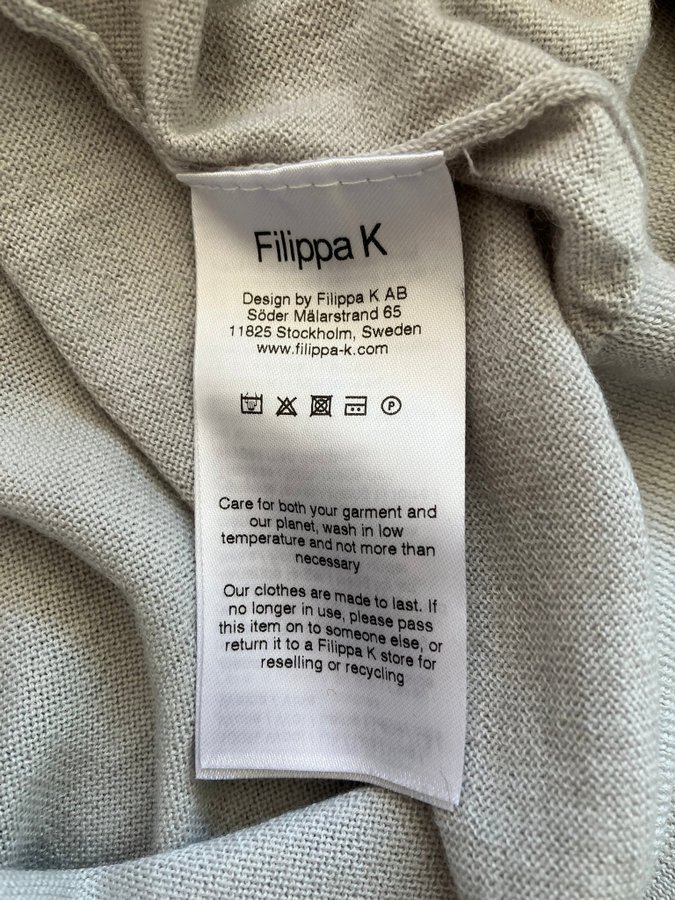 Filippa K
Design by Filippa K AB
Söder Mälarstrand 65
11825 Stockholm, Sweden
www.filippa-k.com
P
Care for both your garment and
our planet, wash in low
temperature and not more than
necessary
Our clothes are made to last. If
no longer in use, please pass
this item on to someone else, or
return it to a Filippa K store for
reselling or recycling